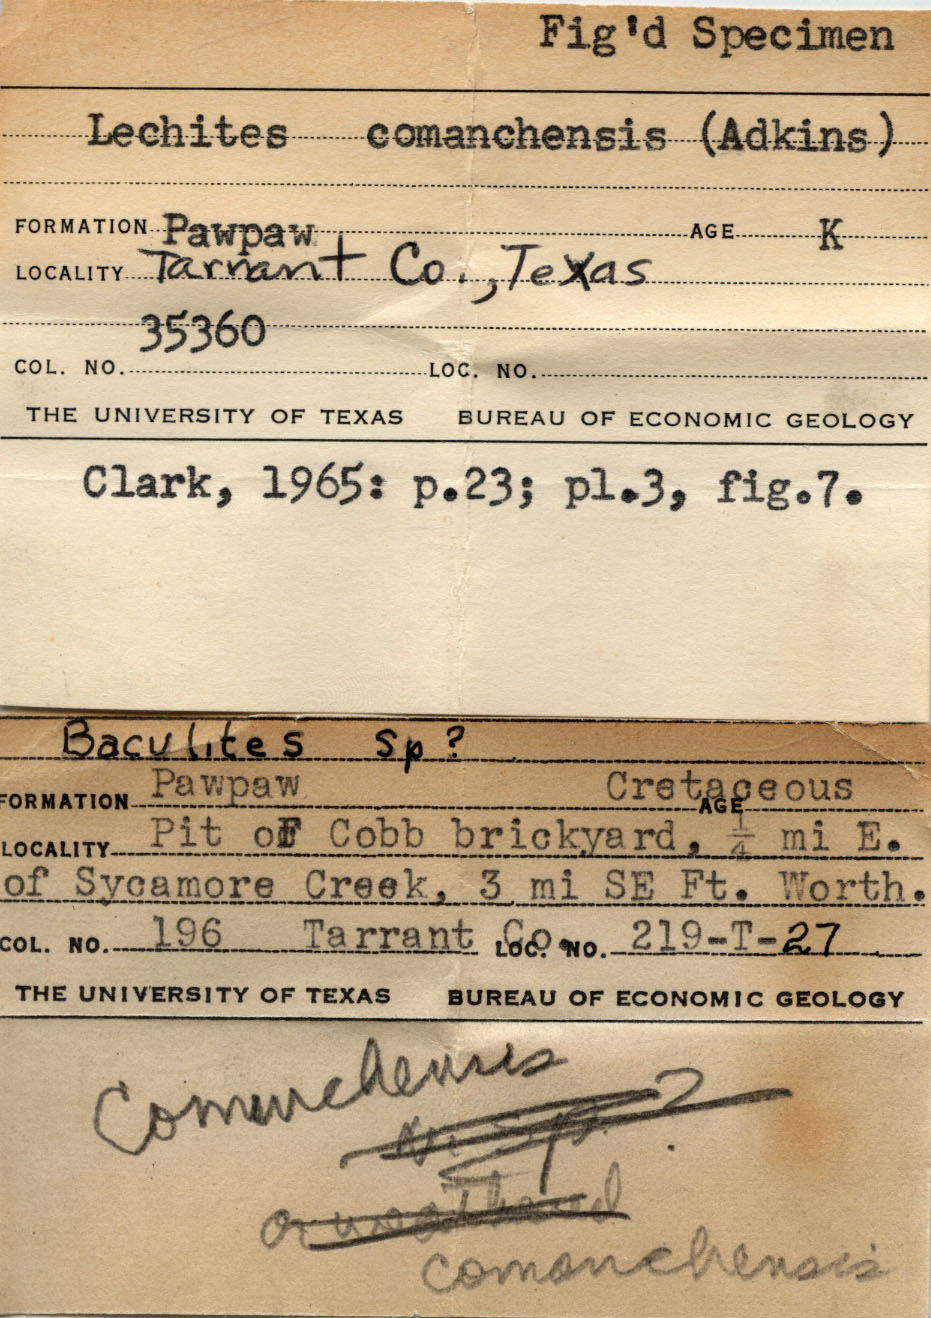 Fig'd Specimen
Lechites comanchensis (Adkins)
FORMATION Pawpaw AGE K
LOCALITY Tarrant Co., Texas
35360
COL. NO. LOC. NO.
THE UNIVERSITY OF TEXAS BUREAU OF ECONOMIC GEOLOGY
Clark, 1965: p.23; pl.3, fig.7.
Baculites sp?
FORMATION Pawpaw AGE Cretaceous
LOCALITY Pit of Cobb brickyard, 1/4 mi E.
of Sycamore Creek, 3 mi SE Ft. Worth.
COL. NO. 196 Tarrant Co. LOC. NO. 219-T-27
THE UNIVERSITY OF TEXAS BUREAU OF ECONOMIC GEOLOGY
Comanchensis
n. sp. ?
or weathered
comanchensis